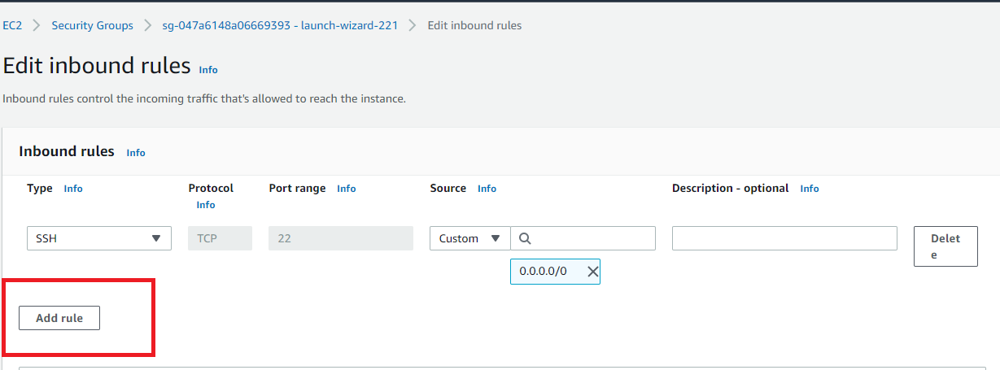 EC2 > Security Groups > sg-047a6148a06669393 - launch-wizard-221 > Edit inbound rules
Edit inbound rules Info
Inbound rules control the incoming traffic that's allowed to reach the instance.
Inbound rules Info
Type Info Protocol Info Port range Info Source Info Description - optional Info
SSH TCP 22 Custom Delete
0.0.0.0/0
Add rule